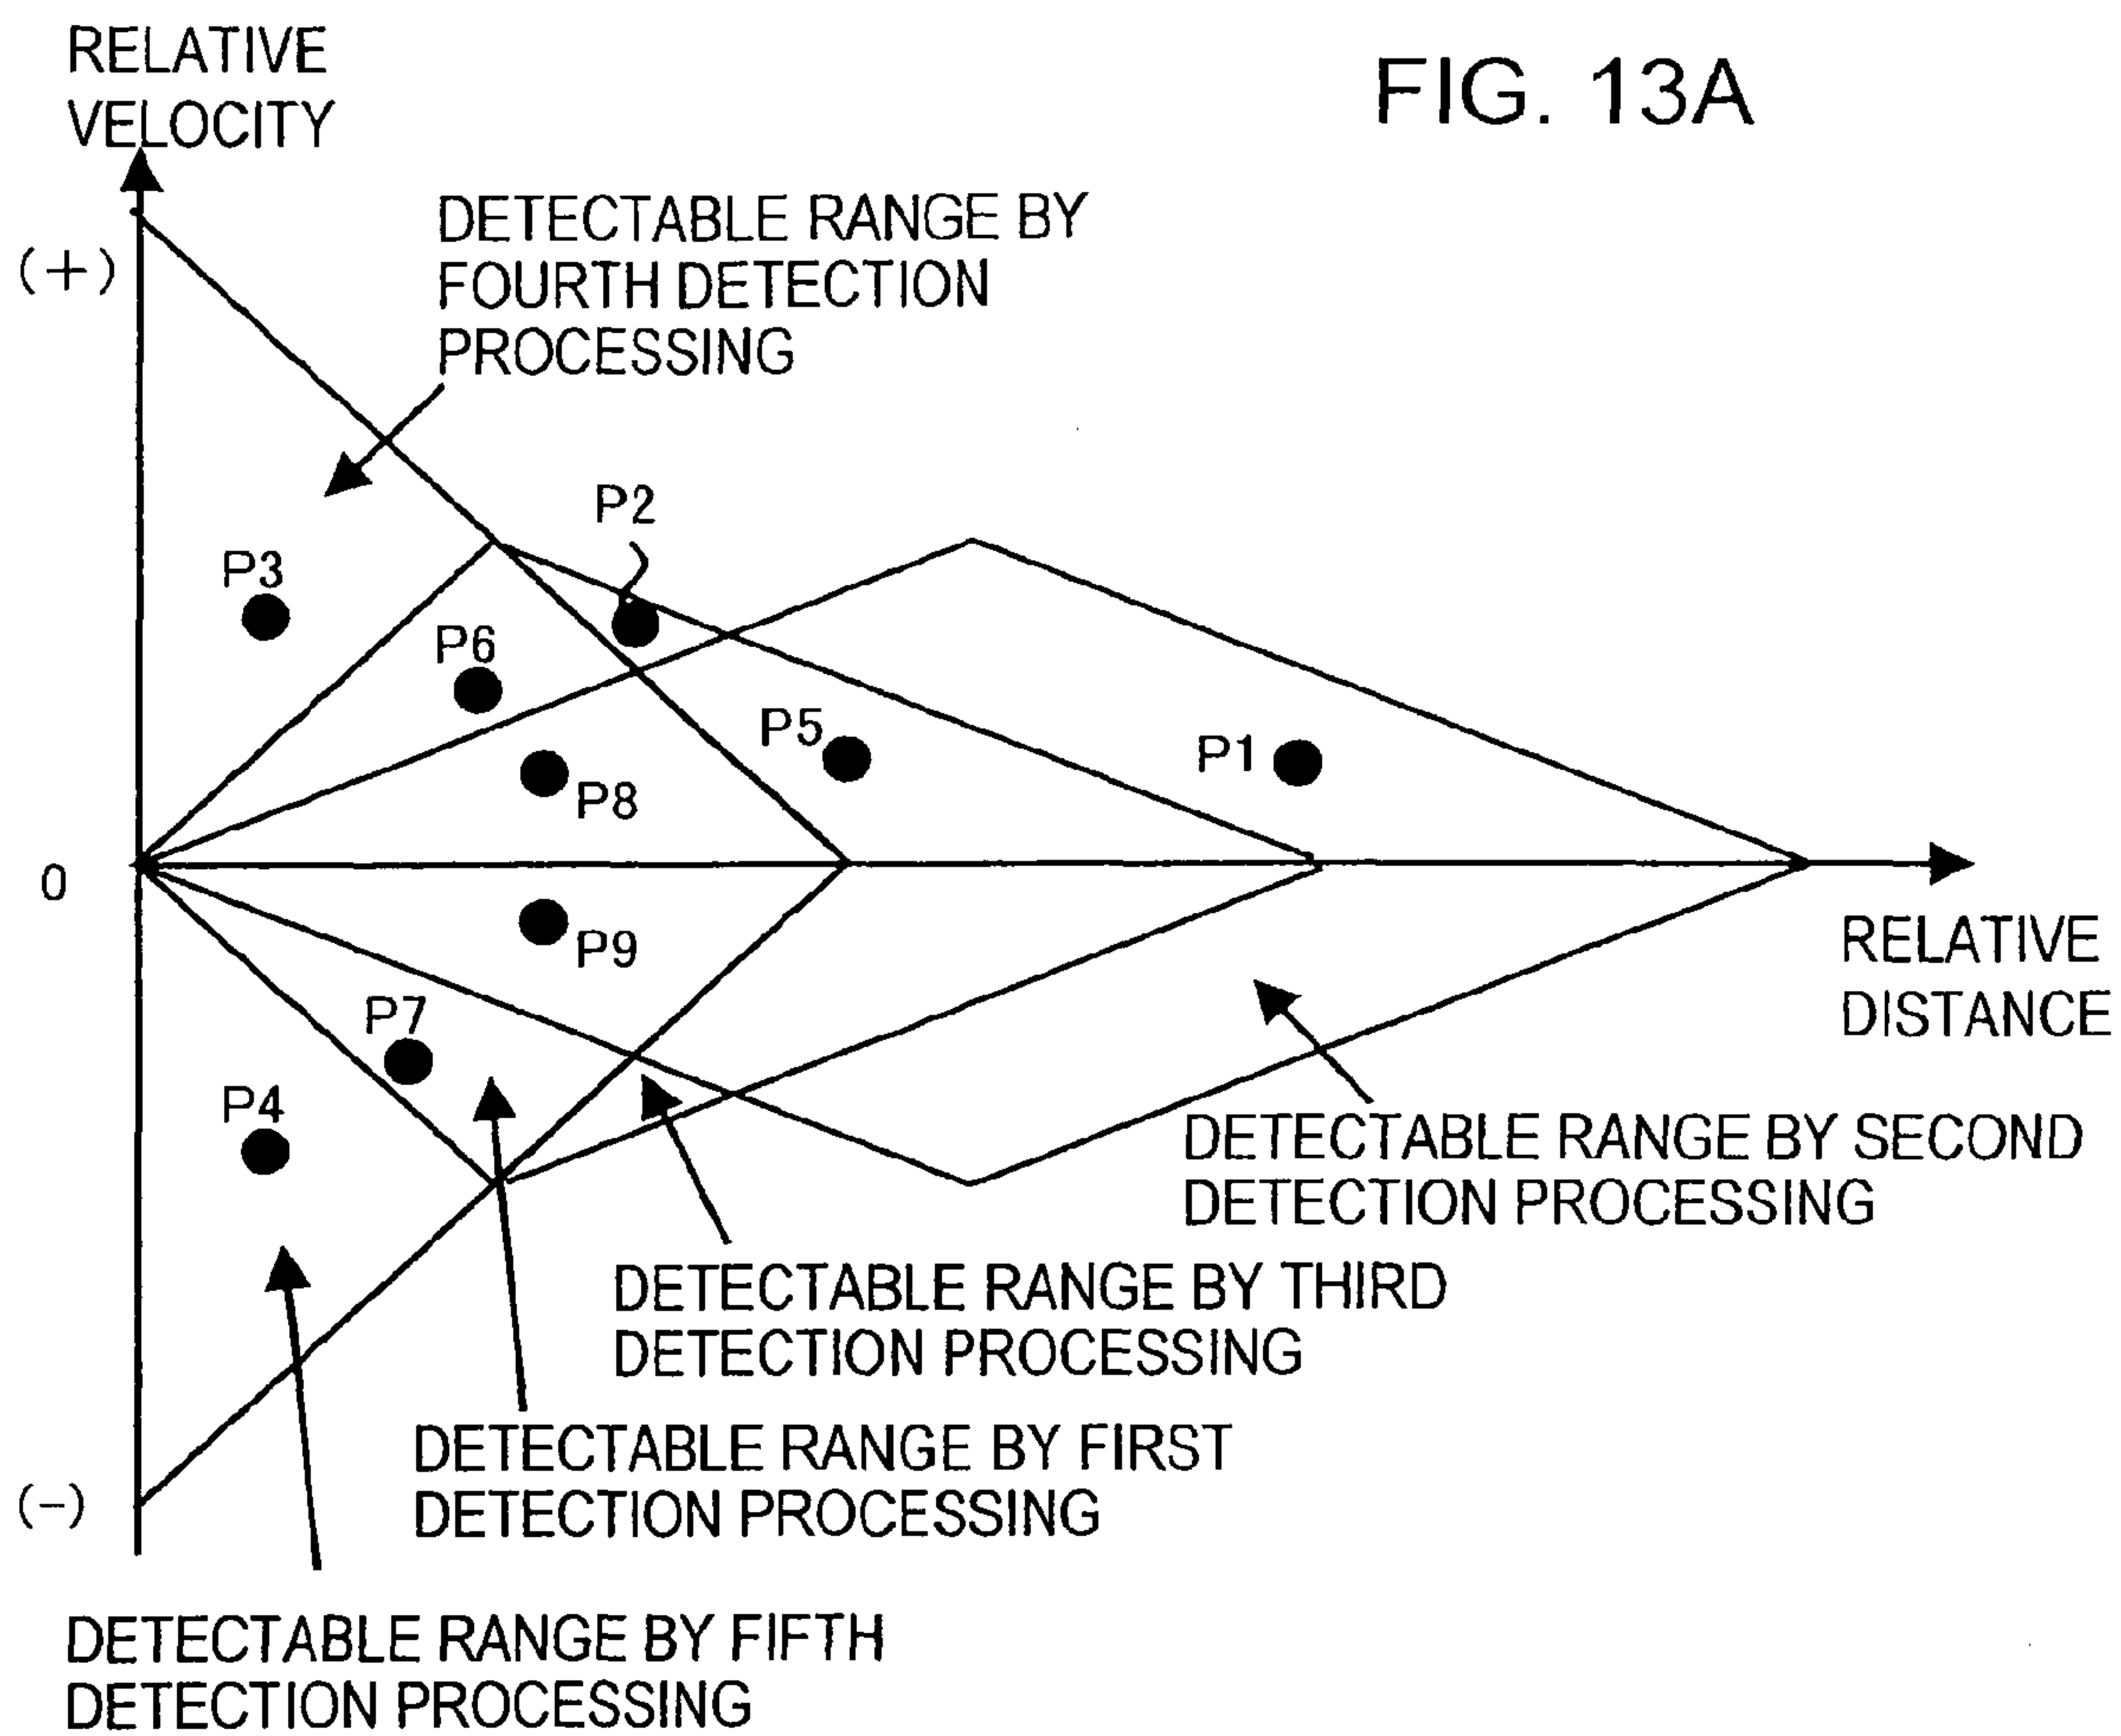 RELATIVE
VELOCITY
FIG. 13A
(+)
DETECTABLE RANGE BY
FOURTH DETECTION
PROCESSING
P2
P3
P6
P5
P1
P8
0
P9
RELATIVE
DISTANCE
P7
P4
DETECTABLE RANGE BY SECOND
DETECTION PROCESSING
DETECTABLE RANGE BY THIRD
DETECTION PROCESSING
DETECTABLE RANGE BY FIRST
DETECTION PROCESSING
(-)
DETECTABLE RANGE BY FIFTH
DETECTION PROCESSING